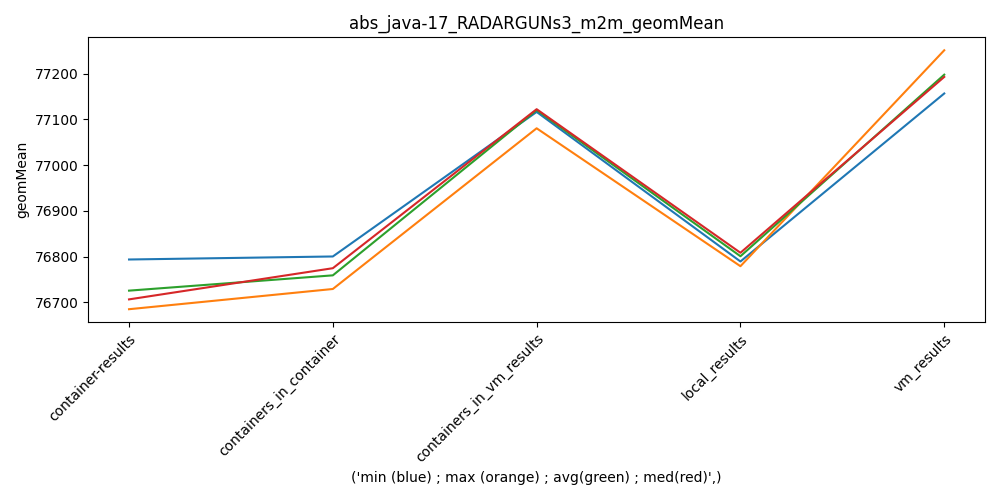 abs_java-17_RADARGUNs3_m2m_geomMean
geomMean
77200
77100
77000
76900
76800
76700
container-results
containers_in_container
containers_in_vm_results
local_results
vm_results
('min (blue) ; max (orange) ; avg(green) ; med(red)',)